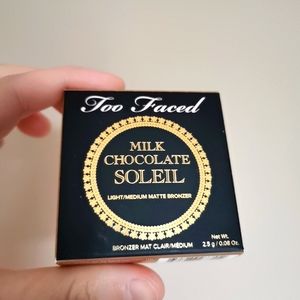 Too Faced
MILK
CHOCOLATE
SOLEIL
LIGHT/MEDIUM MATTE BRONZER
BRONZER MAT CLAIR/MEDIUM
Net Wt.
2.5 g / 0.08 Oz.